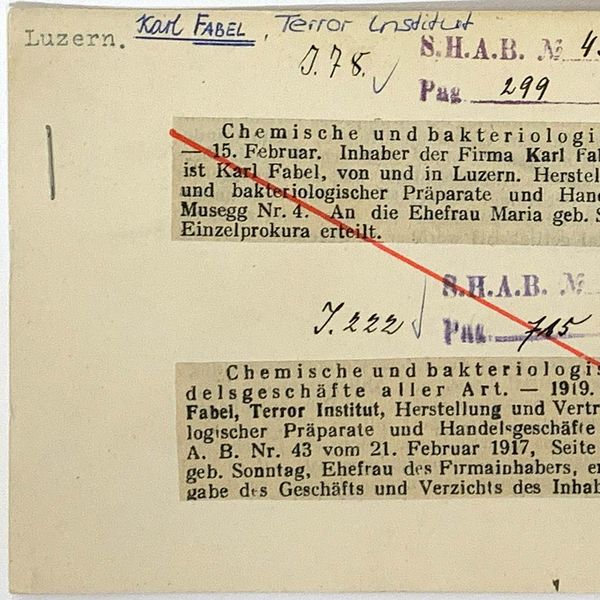 Luzern. Karl FABEL, Terror Institut
J. 78.
S.H.A.B. № 4
Pag. 299
Chemische und bakteriologi
— 15. Februar. Inhaber der Firma Karl Fab
ist Karl Fabel, von und in Luzern. Herstel
und bakteriologischer Präparate und Hand
Musegg Nr. 4. An die Ehefrau Maria geb. S
Einzelprokura erteilt.
S.H.A.B. №
J. 222
Pag. 715
Chemische und bakteriologis
delsgeschäfte aller Art. — 1919.
Fabel, Terror Institut, Herstellung und Vertr
logischer Präparate und Handelsgeschäfte
A. B. Nr. 43 vom 21. Februar 1917, Seite
geb. Sonntag, Ehefrau des Firmainhabers, er
gabe des Geschäfts und Verzichts des Inhab